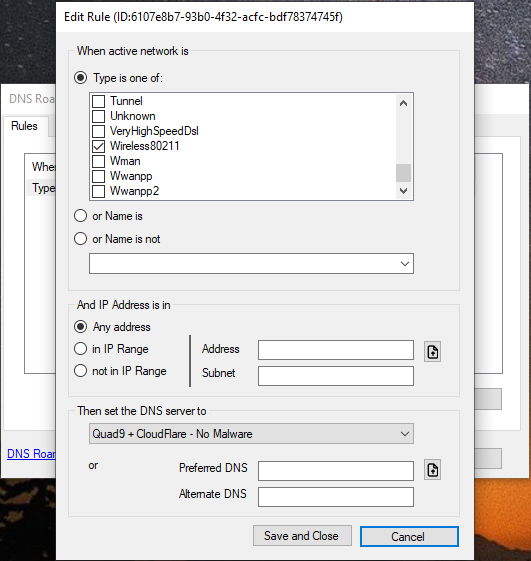 Edit Rule (ID:6107e8b7-93b0-4f32-acfc-bdf78374745f)
When active network is
Type is one of:
Tunnel
Unknown
VeryHighSpeedDsl
Wireless80211
Wman
Wwanpp
Wwanpp2
or Name is
or Name is not
And IP Address is in
Any address
in IP Range
not in IP Range
Address
Subnet
Then set the DNS server to
Quad9 + CloudFlare - No Malware
or
Preferred DNS
Alternate DNS
Save and Close
Cancel
DNS Roa
Rules
Whe
Type
DNS Roar